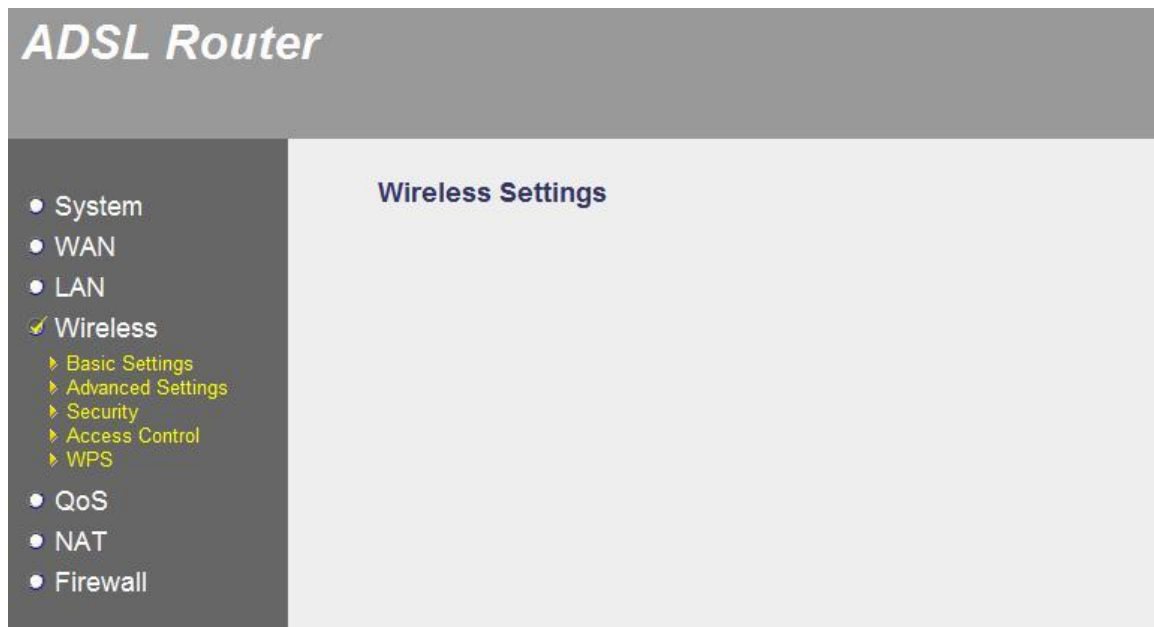 ADSL Router
System
WAN
LAN
Wireless
Basic Settings
Advanced Settings
Security
Access Control
WPS
QoS
NAT
Firewall
Wireless Settings